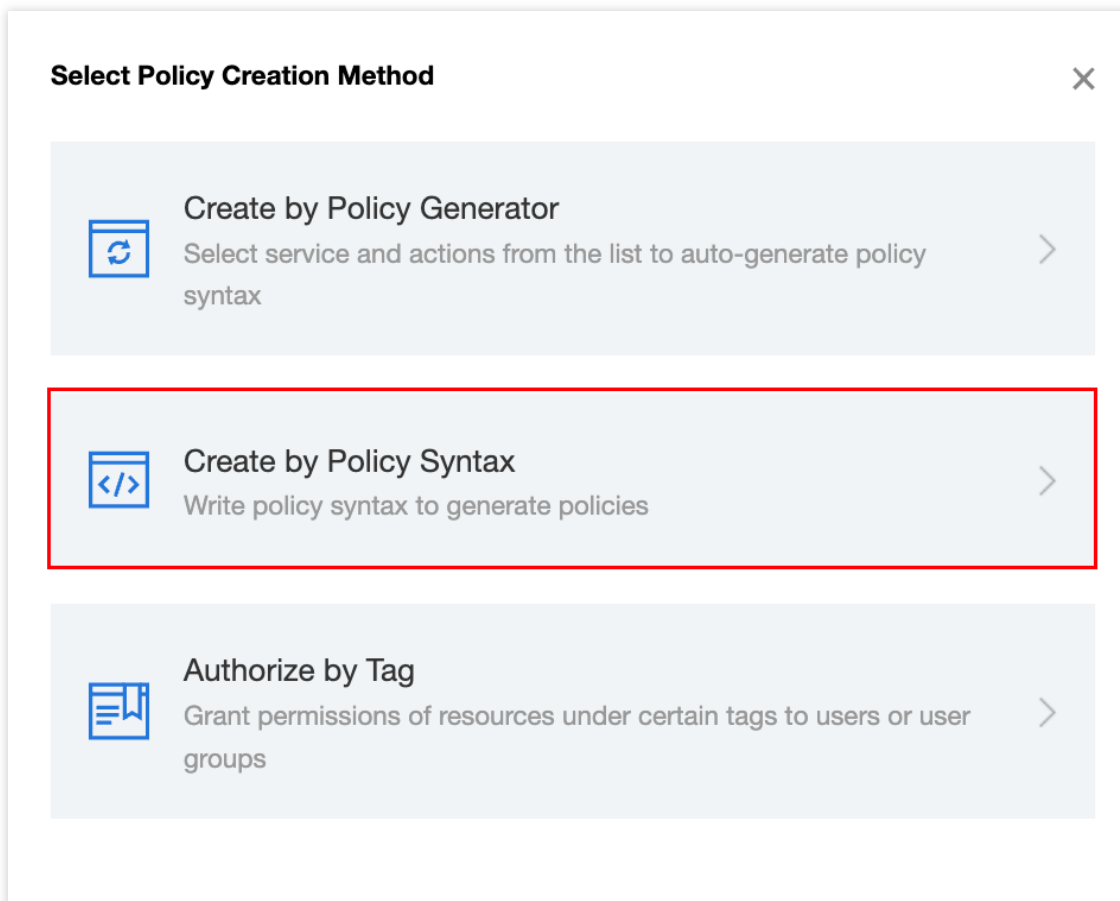 Select Policy Creation Method
Create by Policy Generator
Select service and actions from the list to auto-generate policy
syntax
Create by Policy Syntax
Write policy syntax to generate policies
Authorize by Tag
Grant permissions of resources under certain tags to users or user
groups